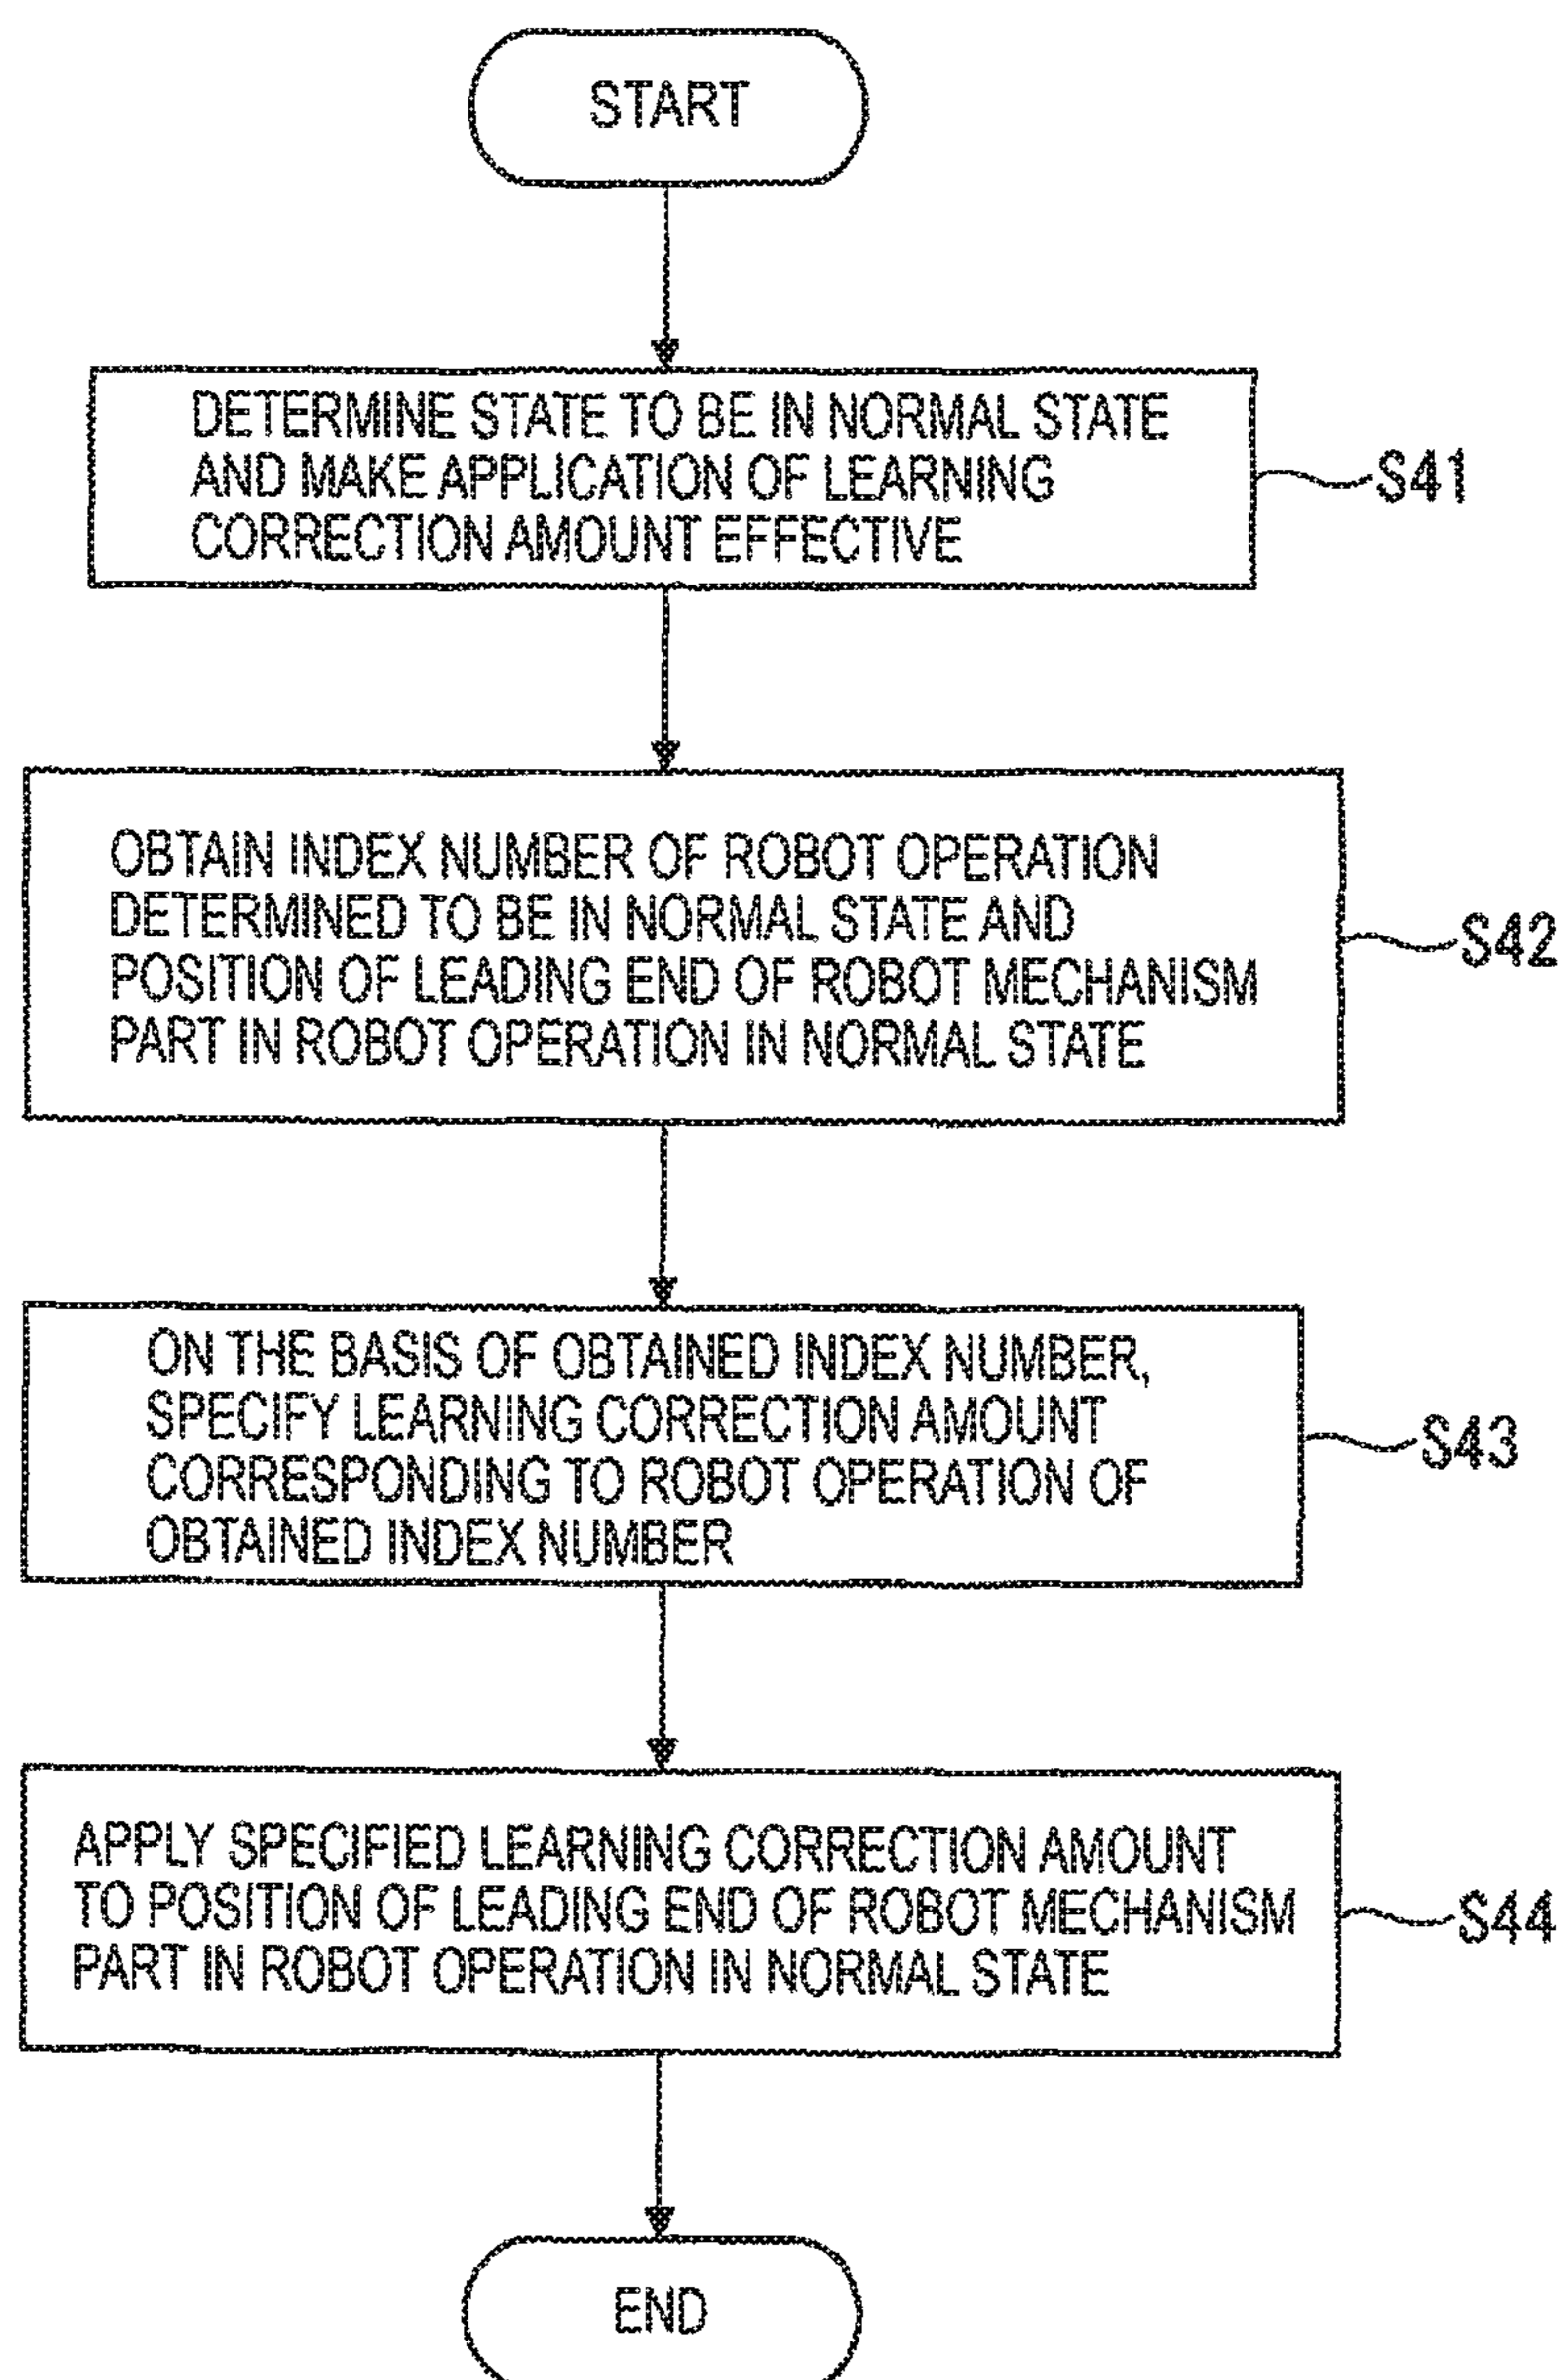 START
DETERMINE STATE TO BE IN NORMAL STATE
AND MAKE APPLICATION OF LEARNING
CORRECTION AMOUNT EFFECTIVE
S41
OBTAIN INDEX NUMBER OF ROBOT OPERATION
DETERMINED TO BE IN NORMAL STATE AND
POSITION OF LEADING END OF ROBOT MECHANISM
PART IN ROBOT OPERATION IN NORMAL STATE
S42
ON THE BASIS OF OBTAINED INDEX NUMBER,
SPECIFY LEARNING CORRECTION AMOUNT
CORRESPONDING TO ROBOT OPERATION OF
OBTAINED INDEX NUMBER
S43
APPLY SPECIFIED LEARNING CORRECTION AMOUNT
TO POSITION OF LEADING END OF ROBOT MECHANISM
PART IN ROBOT OPERATION IN NORMAL STATE
S44
END